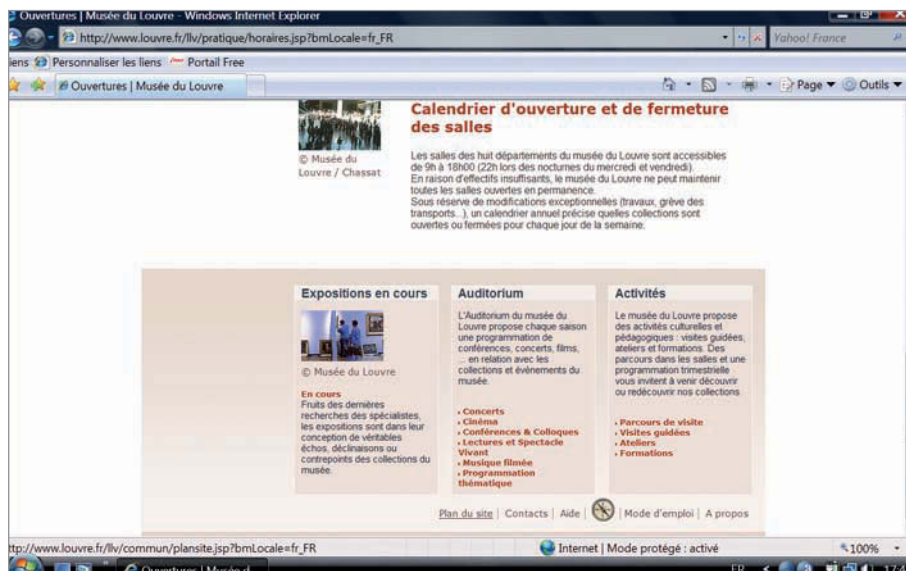 Ouvertures | Musée du Louvre - Windows Internet Explorer
http://www.louvre.fr/llv/pratique/horaires.jsp?bmLocale=fr_FR
Yahoo! France
iens Personnaliser les liens Portail Free
Ouvertures | Musée du Louvre
Page Outils
Calendrier d'ouverture et de fermeture
des salles
© Musée du
Louvre / Chassat
Les salles des huit départements du musée du Louvre sont accessibles
de 9h à 18h00 (22h lors des nocturnes du mercredi et vendredi).
En raison d'effectifs insuffisants, le musée du Louvre ne peut maintenir
toutes les salles ouvertes en permanence.
Sous réserve de modifications exceptionnelles (travaux, grève des
transports...), un calendrier annuel précise quelles collections sont
ouvertes ou fermées pour chaque jour de la semaine.
Expositions en cours
© Musée du Louvre
En cours
Fruits des dernières
recherches des spécialistes,
les expositions sont dans leur
conception de véritables
échos, déclinaisons ou
contrepoints des collections du
musée.
Auditorium
L'Auditorium du musée du
Louvre propose chaque saison
une programmation de
conférences, concerts, films,
... en relation avec les
collections et évènements du
musée.
Concerts
Cinéma
Conférences & Colloques
Lectures et Spectacle
Vivant
Musique filmée
Programmation
thématique
Activités
Le musée du Louvre propose
des activités culturelles et
pédagogiques : visites guidées,
ateliers et formations. Des
parcours dans les salles et une
programmation trimestrielle
vous invitent à venir découvrir
ou redécouvrir nos collections
Parcours de visite
Visites guidées
Ateliers
Formations
Plan du site | Contacts | Aide | Mode d'emploi | A propos
ttp://www.louvre.fr/llv/commun/plansite.jsp?bmLocale=fr_FR
Internet | Mode protégé : activé
100%
Ouvertures | Musée d
FR
17:4